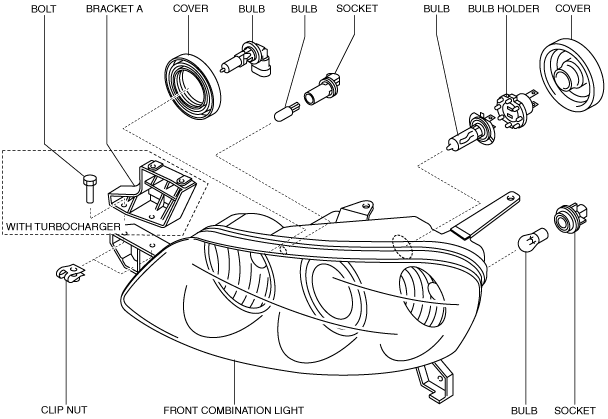 BOLT
BRACKET A
COVER
BULB
BULB
SOCKET
BULB
BULB HOLDER
COVER
WITH TURBOCHARGER
CLIP NUT
FRONT COMBINATION LIGHT
BULB
SOCKET